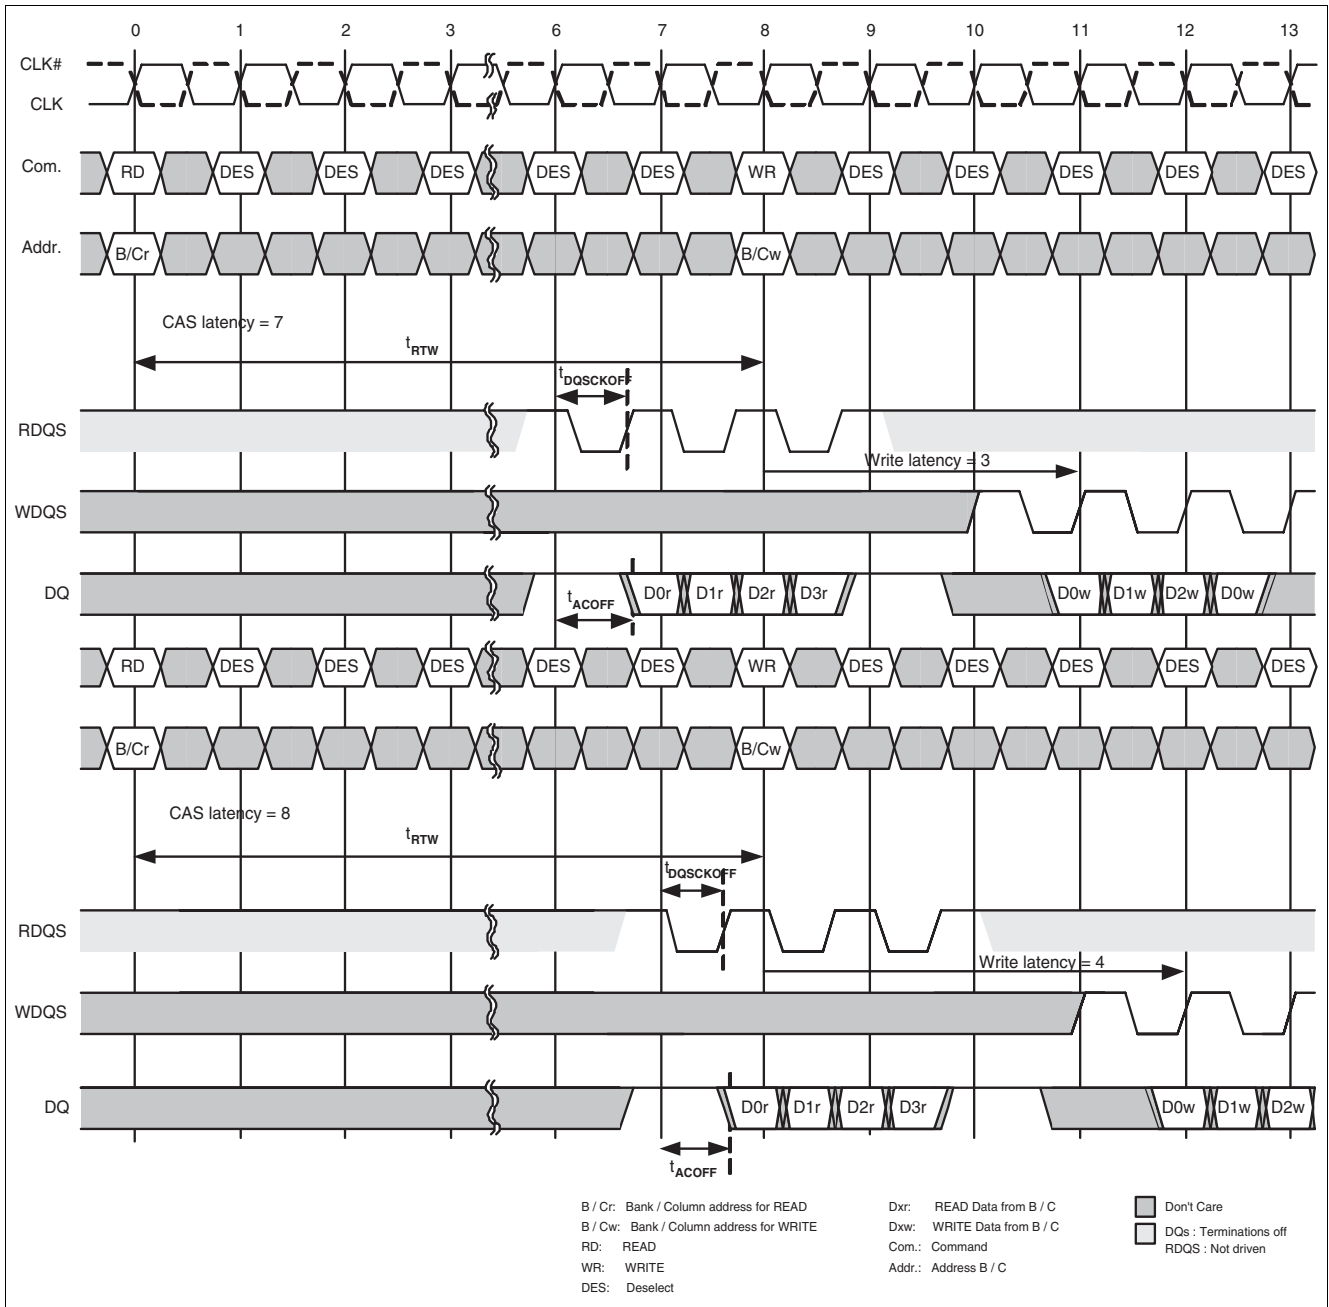 0 1 2 3 6 7 8 9 10 11 12 13
CLK#
CLK
Com. RD DES DES DES DES DES WR DES DES DES DES DES
Addr. B/Cr B/Cw
CAS latency = 7
tRTW
tDQSCKOFF
RDQS
Write latency = 3
WDQS
DQ D0r D1r D2r D3r D0w D1w D2w D0w
tACOFF
RD DES DES DES DES DES WR DES DES DES DES DES
B/Cr B/Cw
CAS latency = 8
tRTW
tDQSCKOFF
RDQS
Write latency = 4
WDQS
DQ D0r D1r D2r D3r D0w D1w D2w
tACOFF
B / Cr: Bank / Column address for READ
B / Cw: Bank / Column address for WRITE
RD: READ
WR: WRITE
DES: Deselect
Dxr: READ Data from B / C
Dxw: WRITE Data from B / C
Com.: Command
Addr.: Address B / C
Don't Care
DQs : Terminations off
RDQS : Not driven